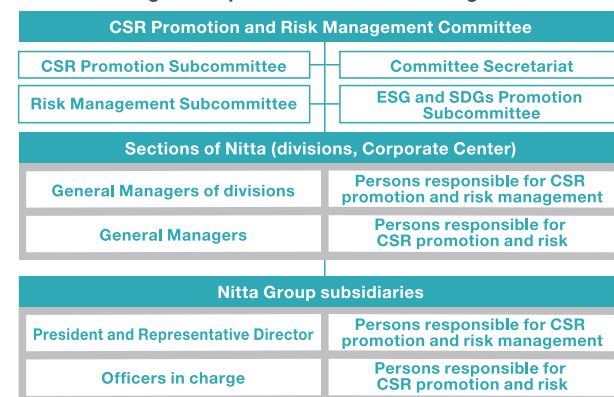 CSR Promotion and Risk Management Committee
CSR Promotion Subcommittee
Committee Secretariat
Risk Management Subcommittee
ESG and SDGs Promotion
Subcommittee
Sections of Nitta (divisions, Corporate Center)
General Managers of divisions
Persons responsible for CSR
promotion and risk management
General Managers
Persons responsible for
CSR promotion and risk
Nitta Group subsidiaries
President and Representative Director
Persons responsible for CSR
promotion and risk management
Officers in charge
Persons responsible for
CSR promotion and risk